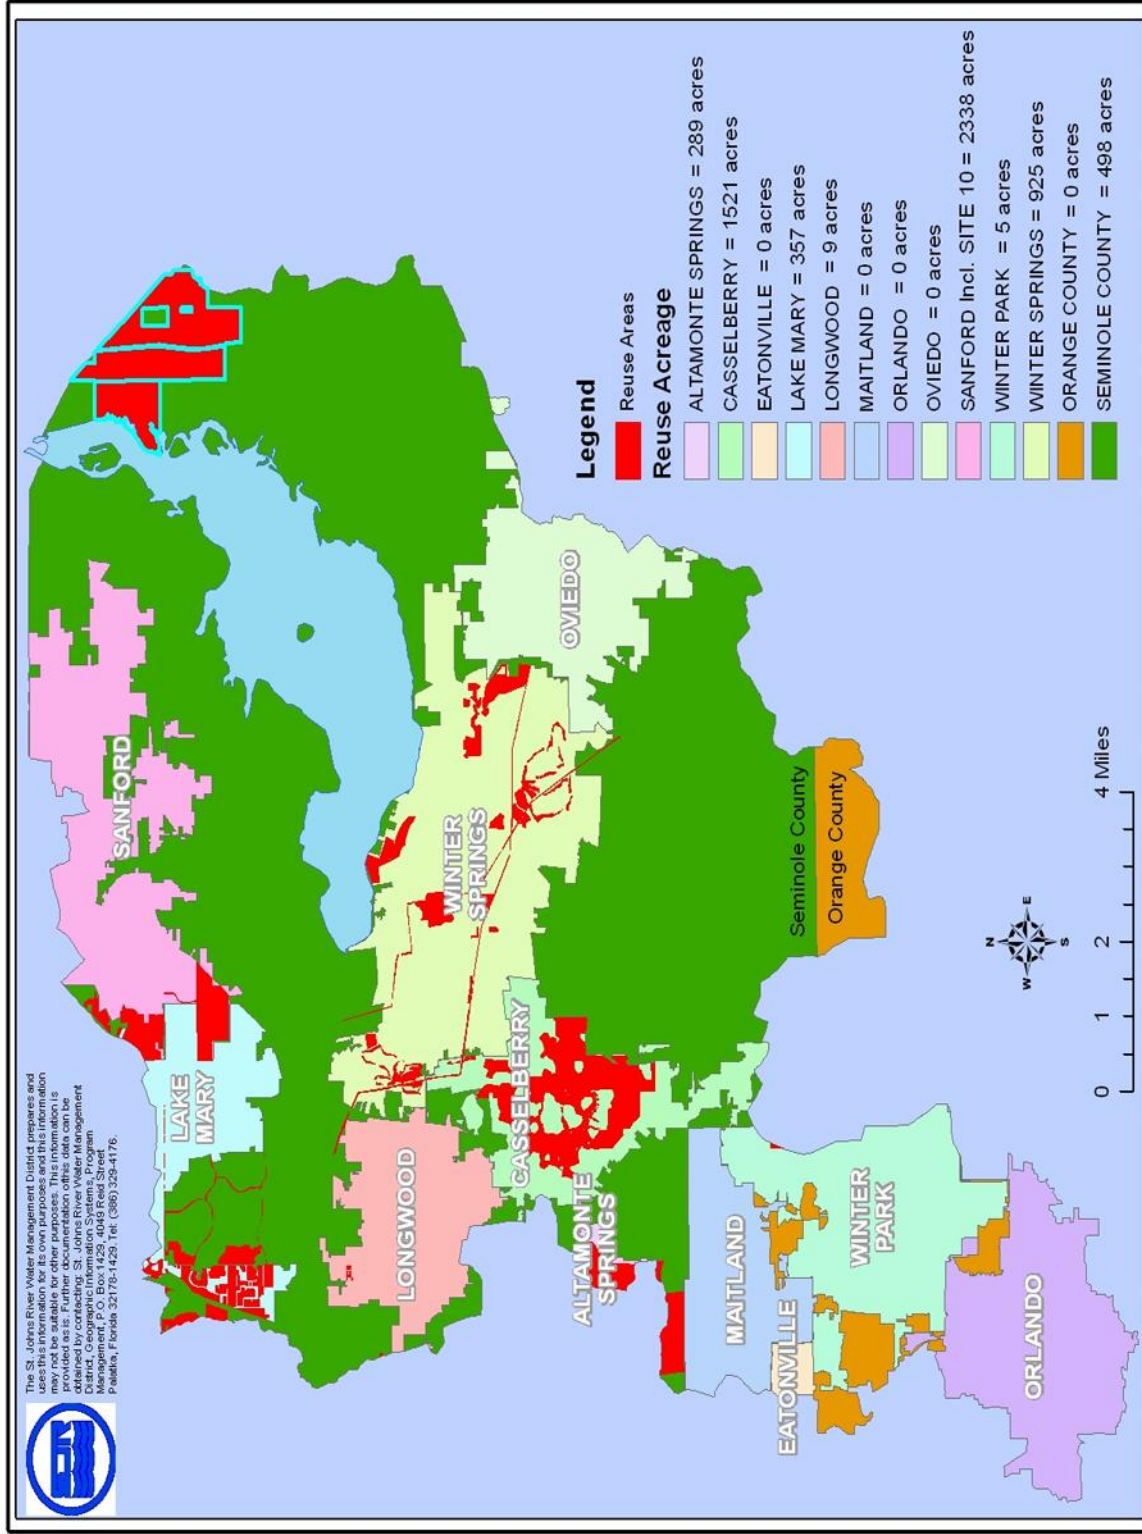 The St. Johns River Water Management District prepares and
uses this information for its own purposes and this information
may not be suitable for other purposes. This information is
provided as is. Further documentation of this data can be
obtained by contacting: St. Johns River Water Management
District, Geographic Information Systems, Program
Management, P.O. Box 1429, 4049 Reid Street
Palatka, Florida 32178-1429. Tel: (386) 329-4176.
SANFORD
LAKE
MARY
LONGWOOD
WINTER
SPRINGS
OVIEDO
CASSELBERRY
ALTAMONTE
SPRINGS
MAITLAND
EATONVILLE
WINTER
PARK
ORLANDO
Seminole County
Orange County
N
W
E
S
0 1 2 4 Miles
Legend
Reuse Areas
Reuse Acreage
ALTAMONTE SPRINGS = 289 acres
CASSELBERRY = 1521 acres
EATONVILLE = 0 acres
LAKE MARY = 357 acres
LONGWOOD = 9 acres
MAITLAND = 0 acres
ORLANDO = 0 acres
OVIEDO = 0 acres
SANFORD Incl. SITE 10 = 2338 acres
WINTER PARK = 5 acres
WINTER SPRINGS = 925 acres
ORANGE COUNTY = 0 acres
SEMINOLE COUNTY = 498 acres